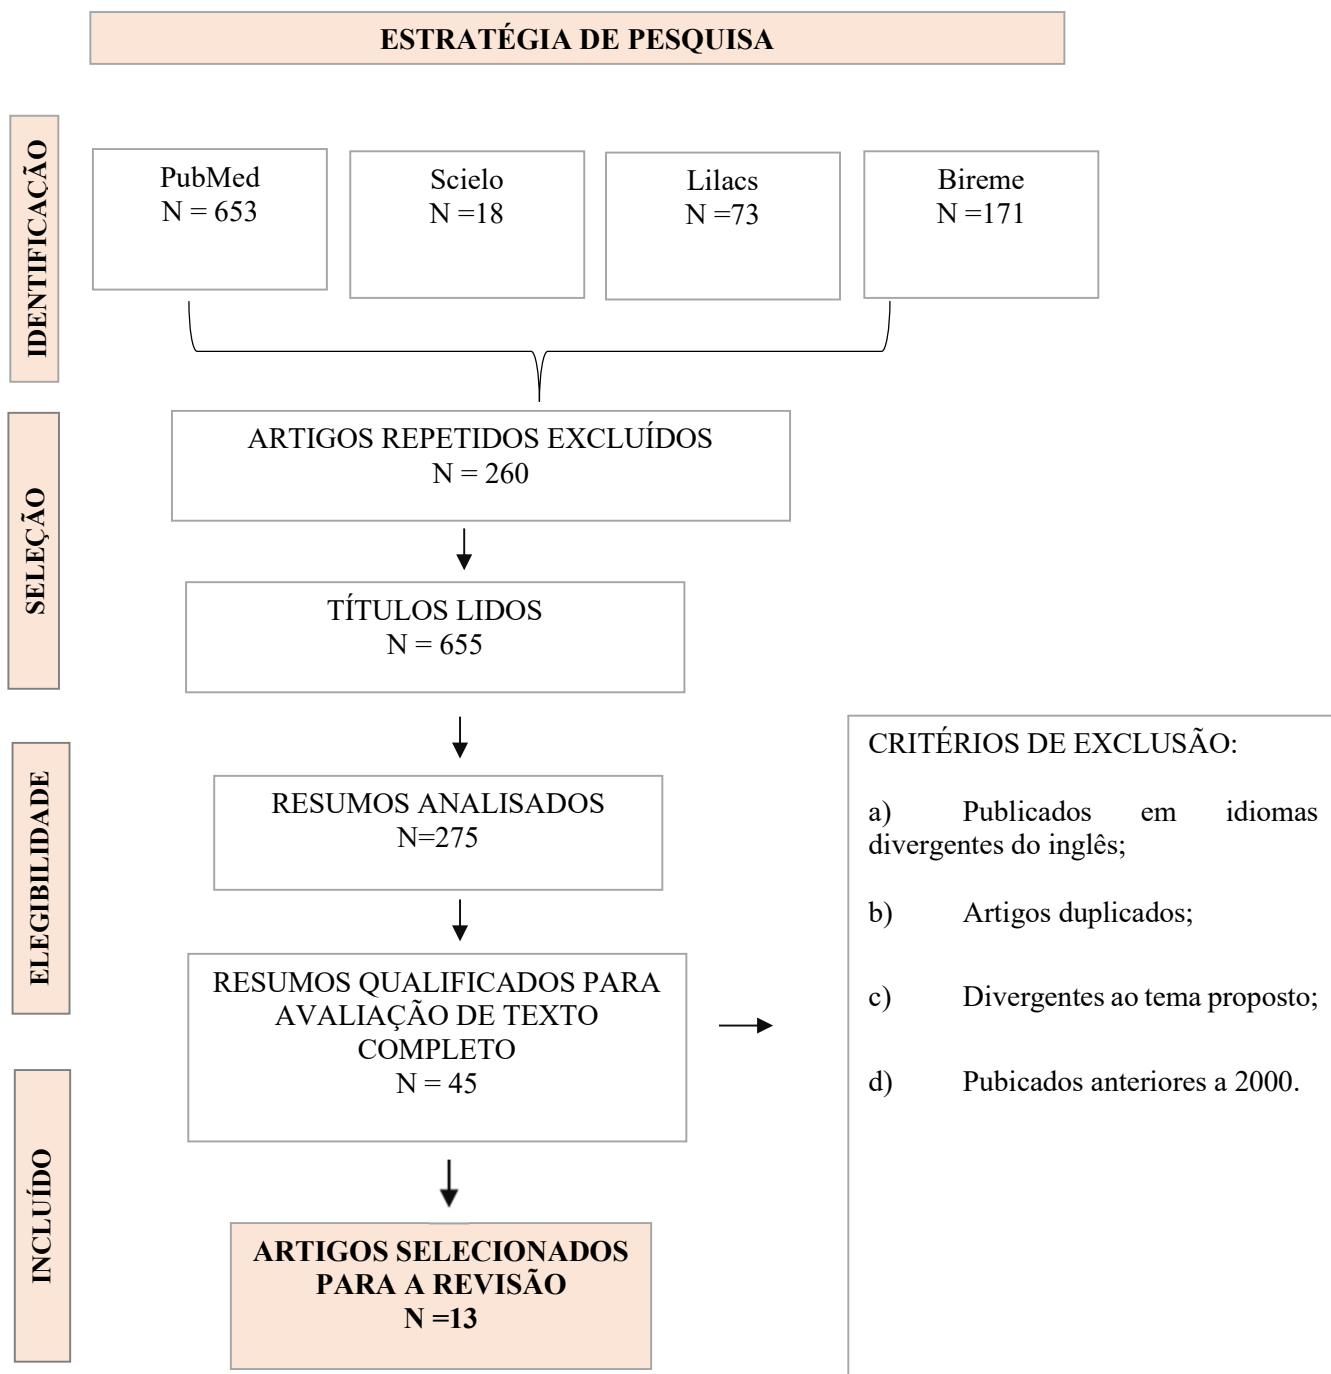 ESTRATÉGIA DE PESQUISA
IDENTIFICAÇÃO
PubMed
N = 653
Scielo
N =18
Lilacs
N =73
Bireme
N =171
SELEÇÃO
ARTIGOS REPETIDOS EXCLUÍDOS
N = 260
TÍTULOS LIDOS
N = 655
ELEGIBILIDADE
RESUMOS ANALISADOS
N=275
RESUMOS QUALIFICADOS PARA
AVALIAÇÃO DE TEXTO
COMPLETO
N = 45
CRITÉRIOS DE EXCLUSÃO:
a) Publicados em idiomas
divergentes do inglês;
b) Artigos duplicados;
c) Divergentes ao tema proposto;
d) Pubicados anteriores a 2000.
INCLUÍDO
ARTIGOS SELECIONADOS
PARA A REVISÃO
N =13